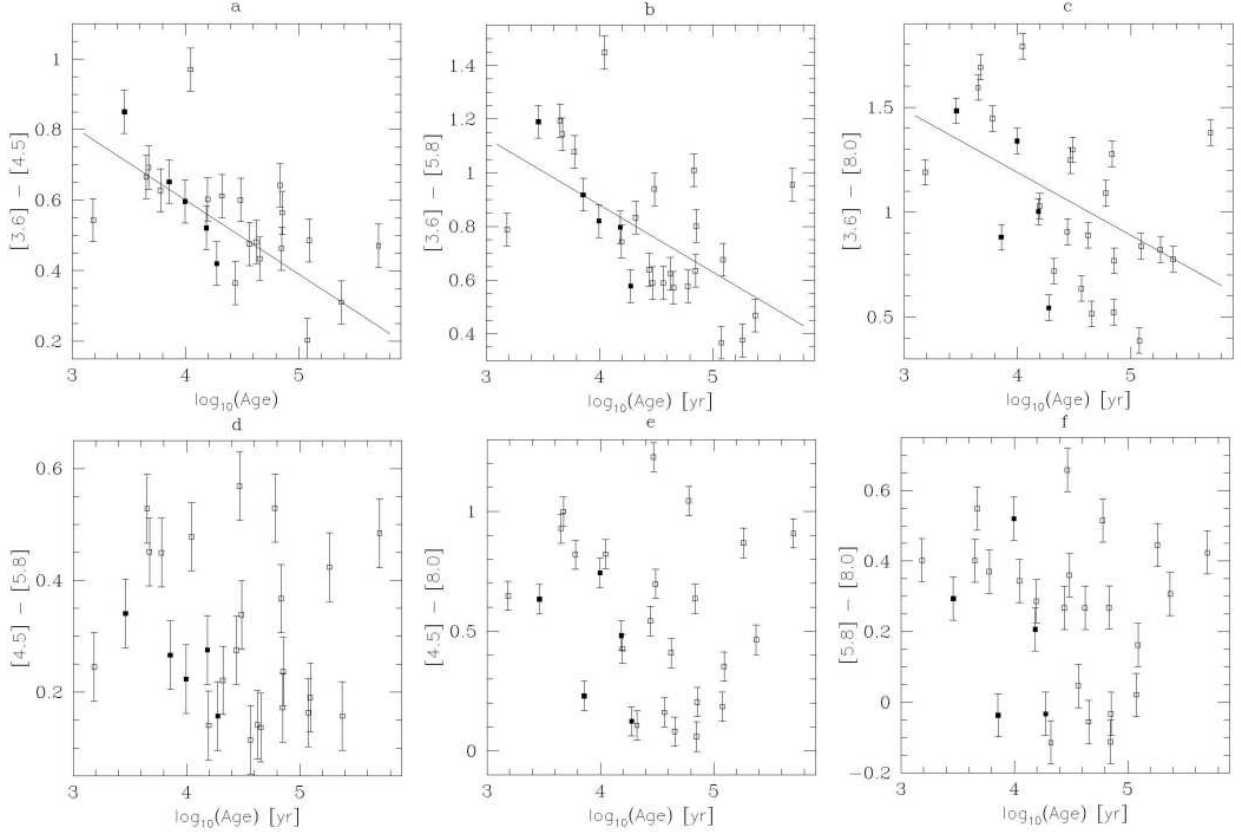 a
1
0.8
0.6
0.4
0.2
[3.6] – [4.5]
3 4 5
log₁₀(Age)
b
1.4
1.2
1
0.8
0.6
0.4
[3.6] – [5.8]
3 4 5
log₁₀(Age) [yr]
c
1.5
1
0.5
[3.6] – [8.0]
3 4 5
log₁₀(Age) [yr]
d
0.6
0.4
0.2
[4.5] – [5.8]
3 4 5
log₁₀(Age) [yr]
e
1
0.5
0
[4.5] – [8.0]
3 4 5
log₁₀(Age) [yr]
f
0.6
0.4
0.2
0
−0.2
[5.8] – [8.0]
3 4 5
log₁₀(Age) [yr]